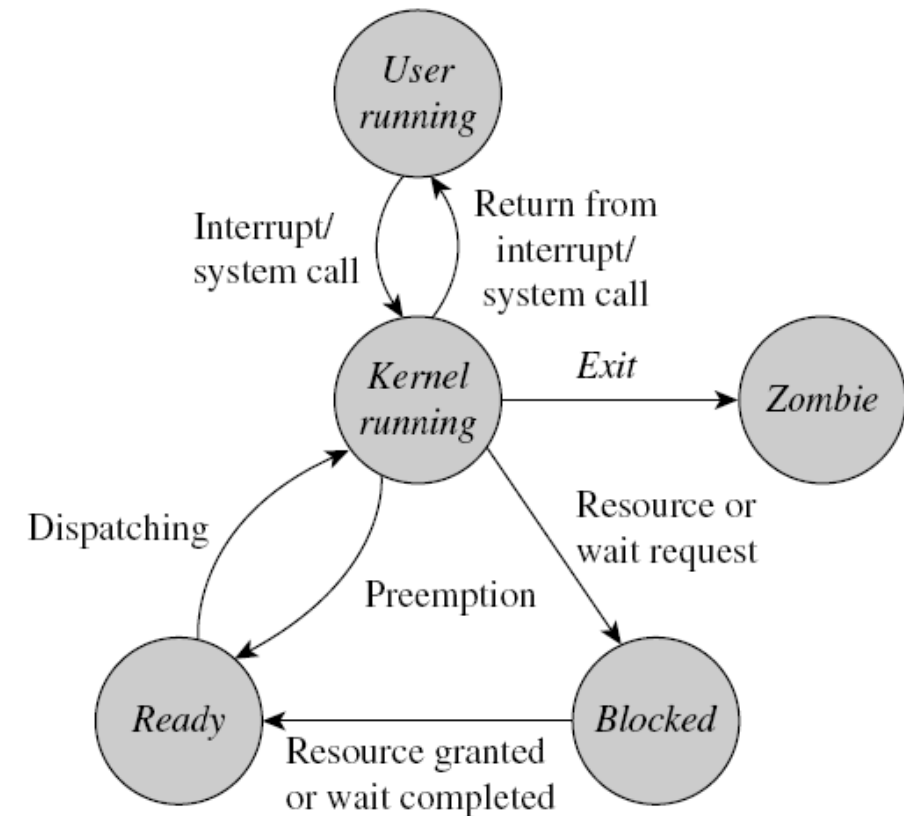 User
running
Interrupt/
system call
Return from
interrupt/
system call
Kernel
running
Exit
Zombie
Dispatching
Resource or
wait request
Preemption
Ready
Blocked
Resource granted
or wait completed